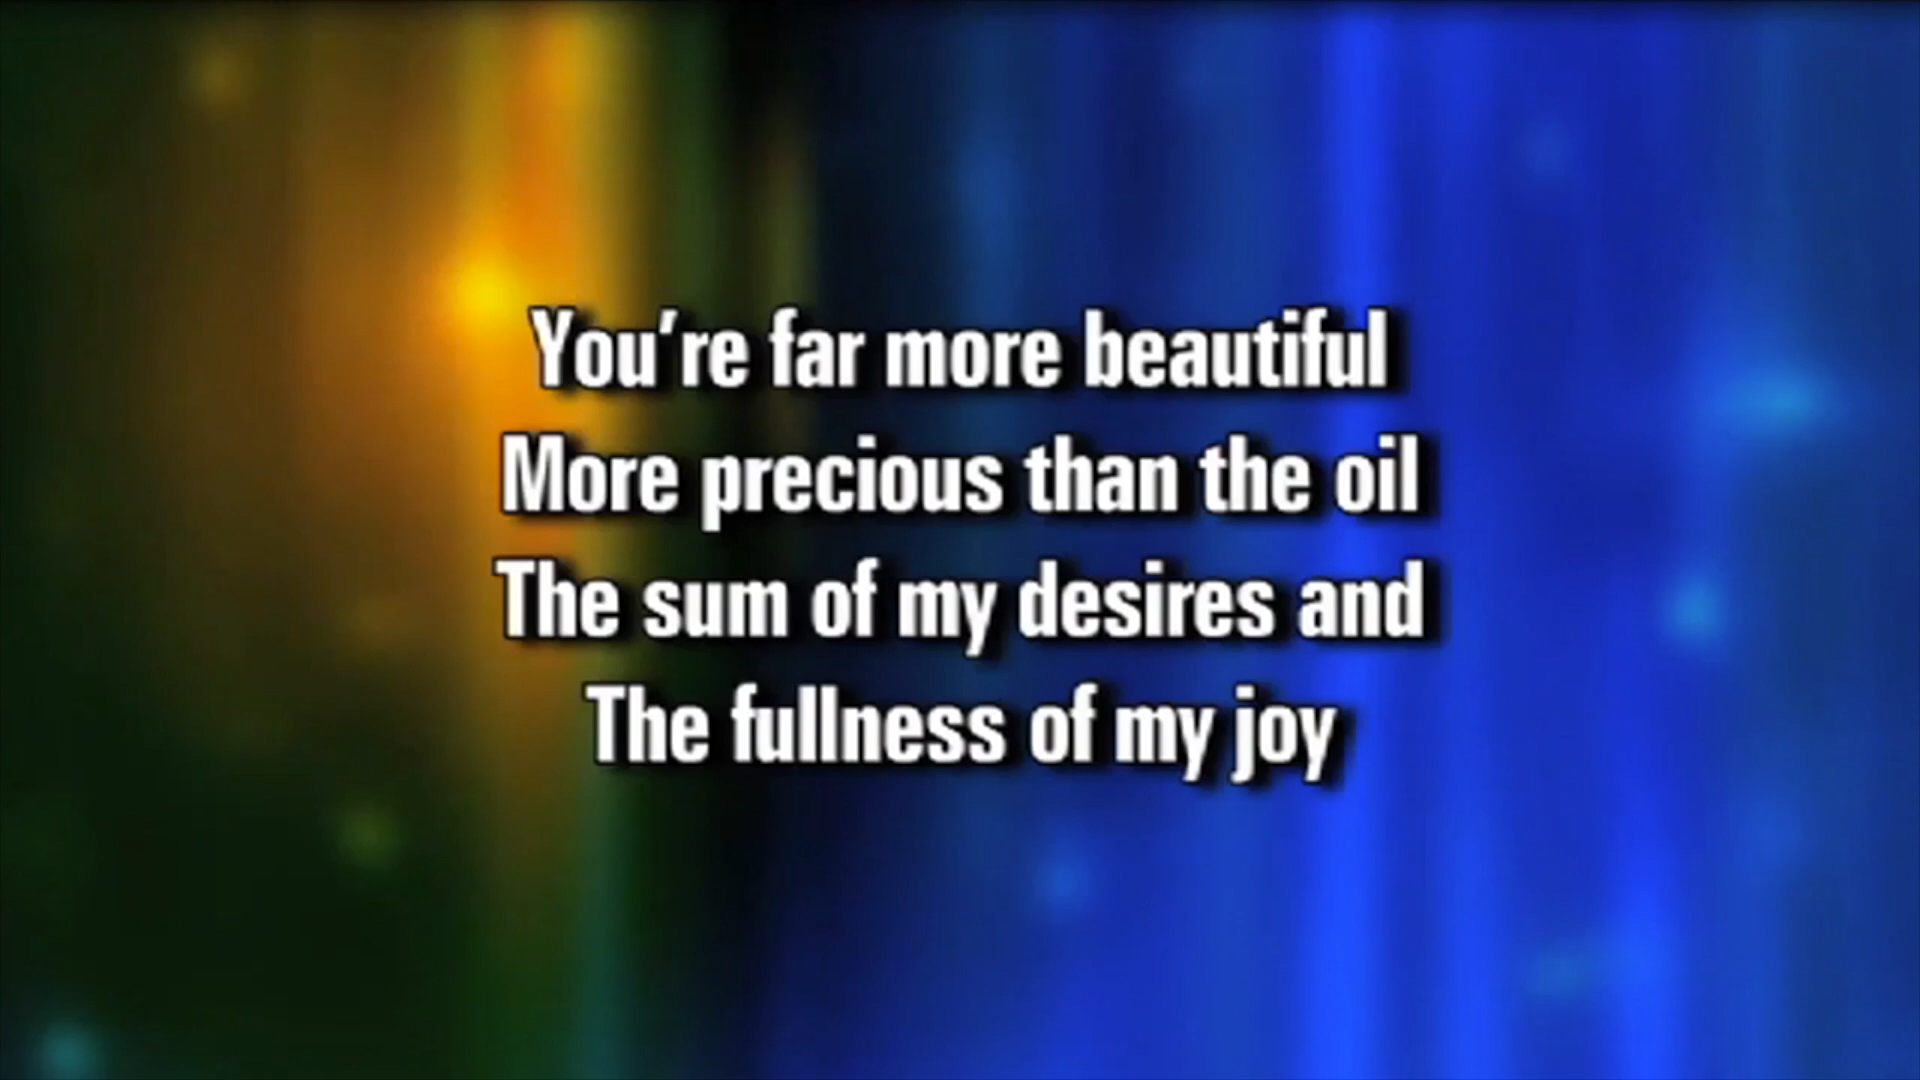 You're far more beautiful
More precious than the oil
The sum of my desires and
The fullness of my joy